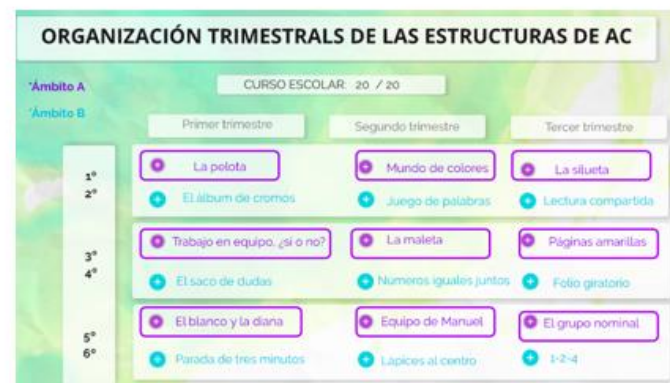 ORGANIZACIÓN TRIMESTRALS DE LAS ESTRUCTURAS DE AC
*Ámbito A
CURSO ESCOLAR: 20 / 20
*Ámbito B
Primer trimestre
Segundo trimestre
Tercer trimestre
1º
2º
La pelota
Mundo de colores
La silueta
El álbum de cromos
Juego de palabras
Lectura compartida
3º
4º
Trabajo en equipo, ¿si o no?
La maleta
Páginas amarillas
El saco de dudas
Números iguales juntos
Folio giratorio
5º
6º
El blanco y la diana
Equipo de Manuel
El grupo nominal
Parada de tres minutos
Lápices al centro
1-2-4